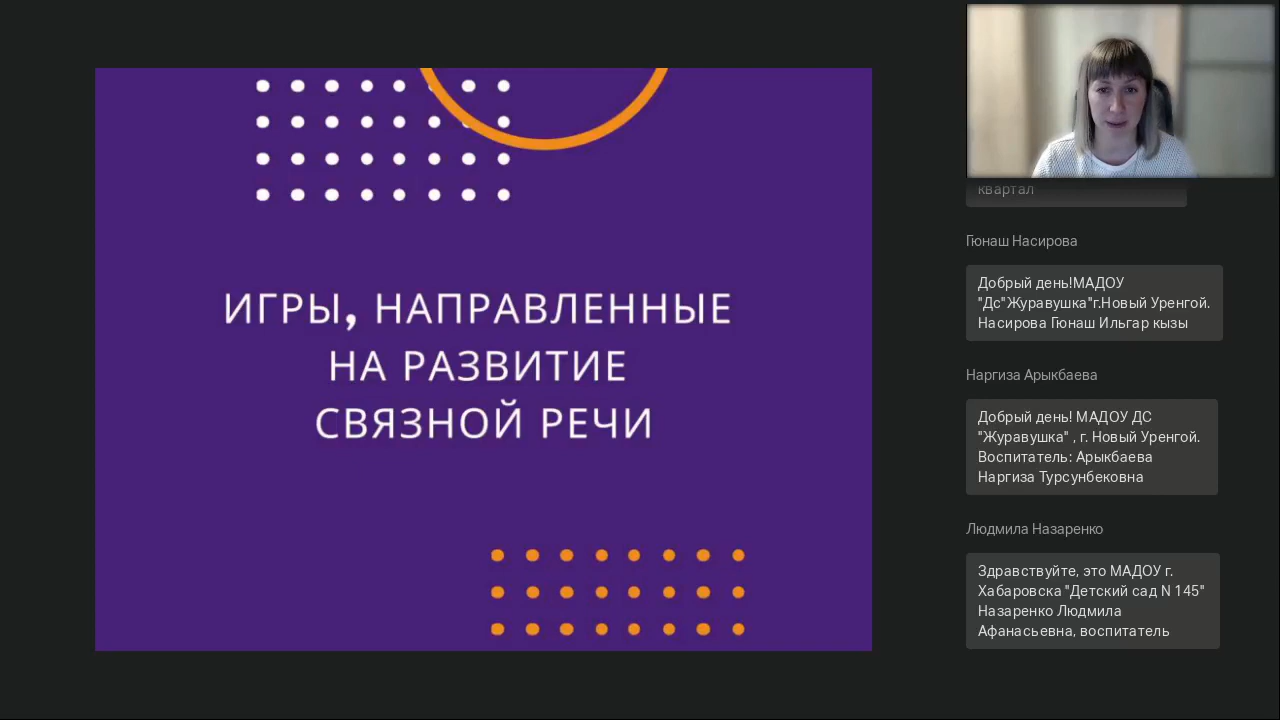 ИГРЫ, НАПРАВЛЕННЫЕ
НА РАЗВИТИЕ
СВЯЗНОЙ РЕЧИ
квартал
Гюнаш Насирова
Добрый день!МАДОУ
"Дс"Журавушка"г.Новый Уренгой.
Насирова Гюнаш Ильгар кызы
Наргиза Арыкбаева
Добрый день! МАДОУ ДС
"Журавушка" , г. Новый Уренгой.
Воспитатель: Арыкбаева
Наргиза Турсунбековна
Людмила Назаренко
Здравствуйте, это МАДОУ г.
Хабаровска "Детский сад N 145"
Назаренко Людмила
Афанасьевна, воспитатель